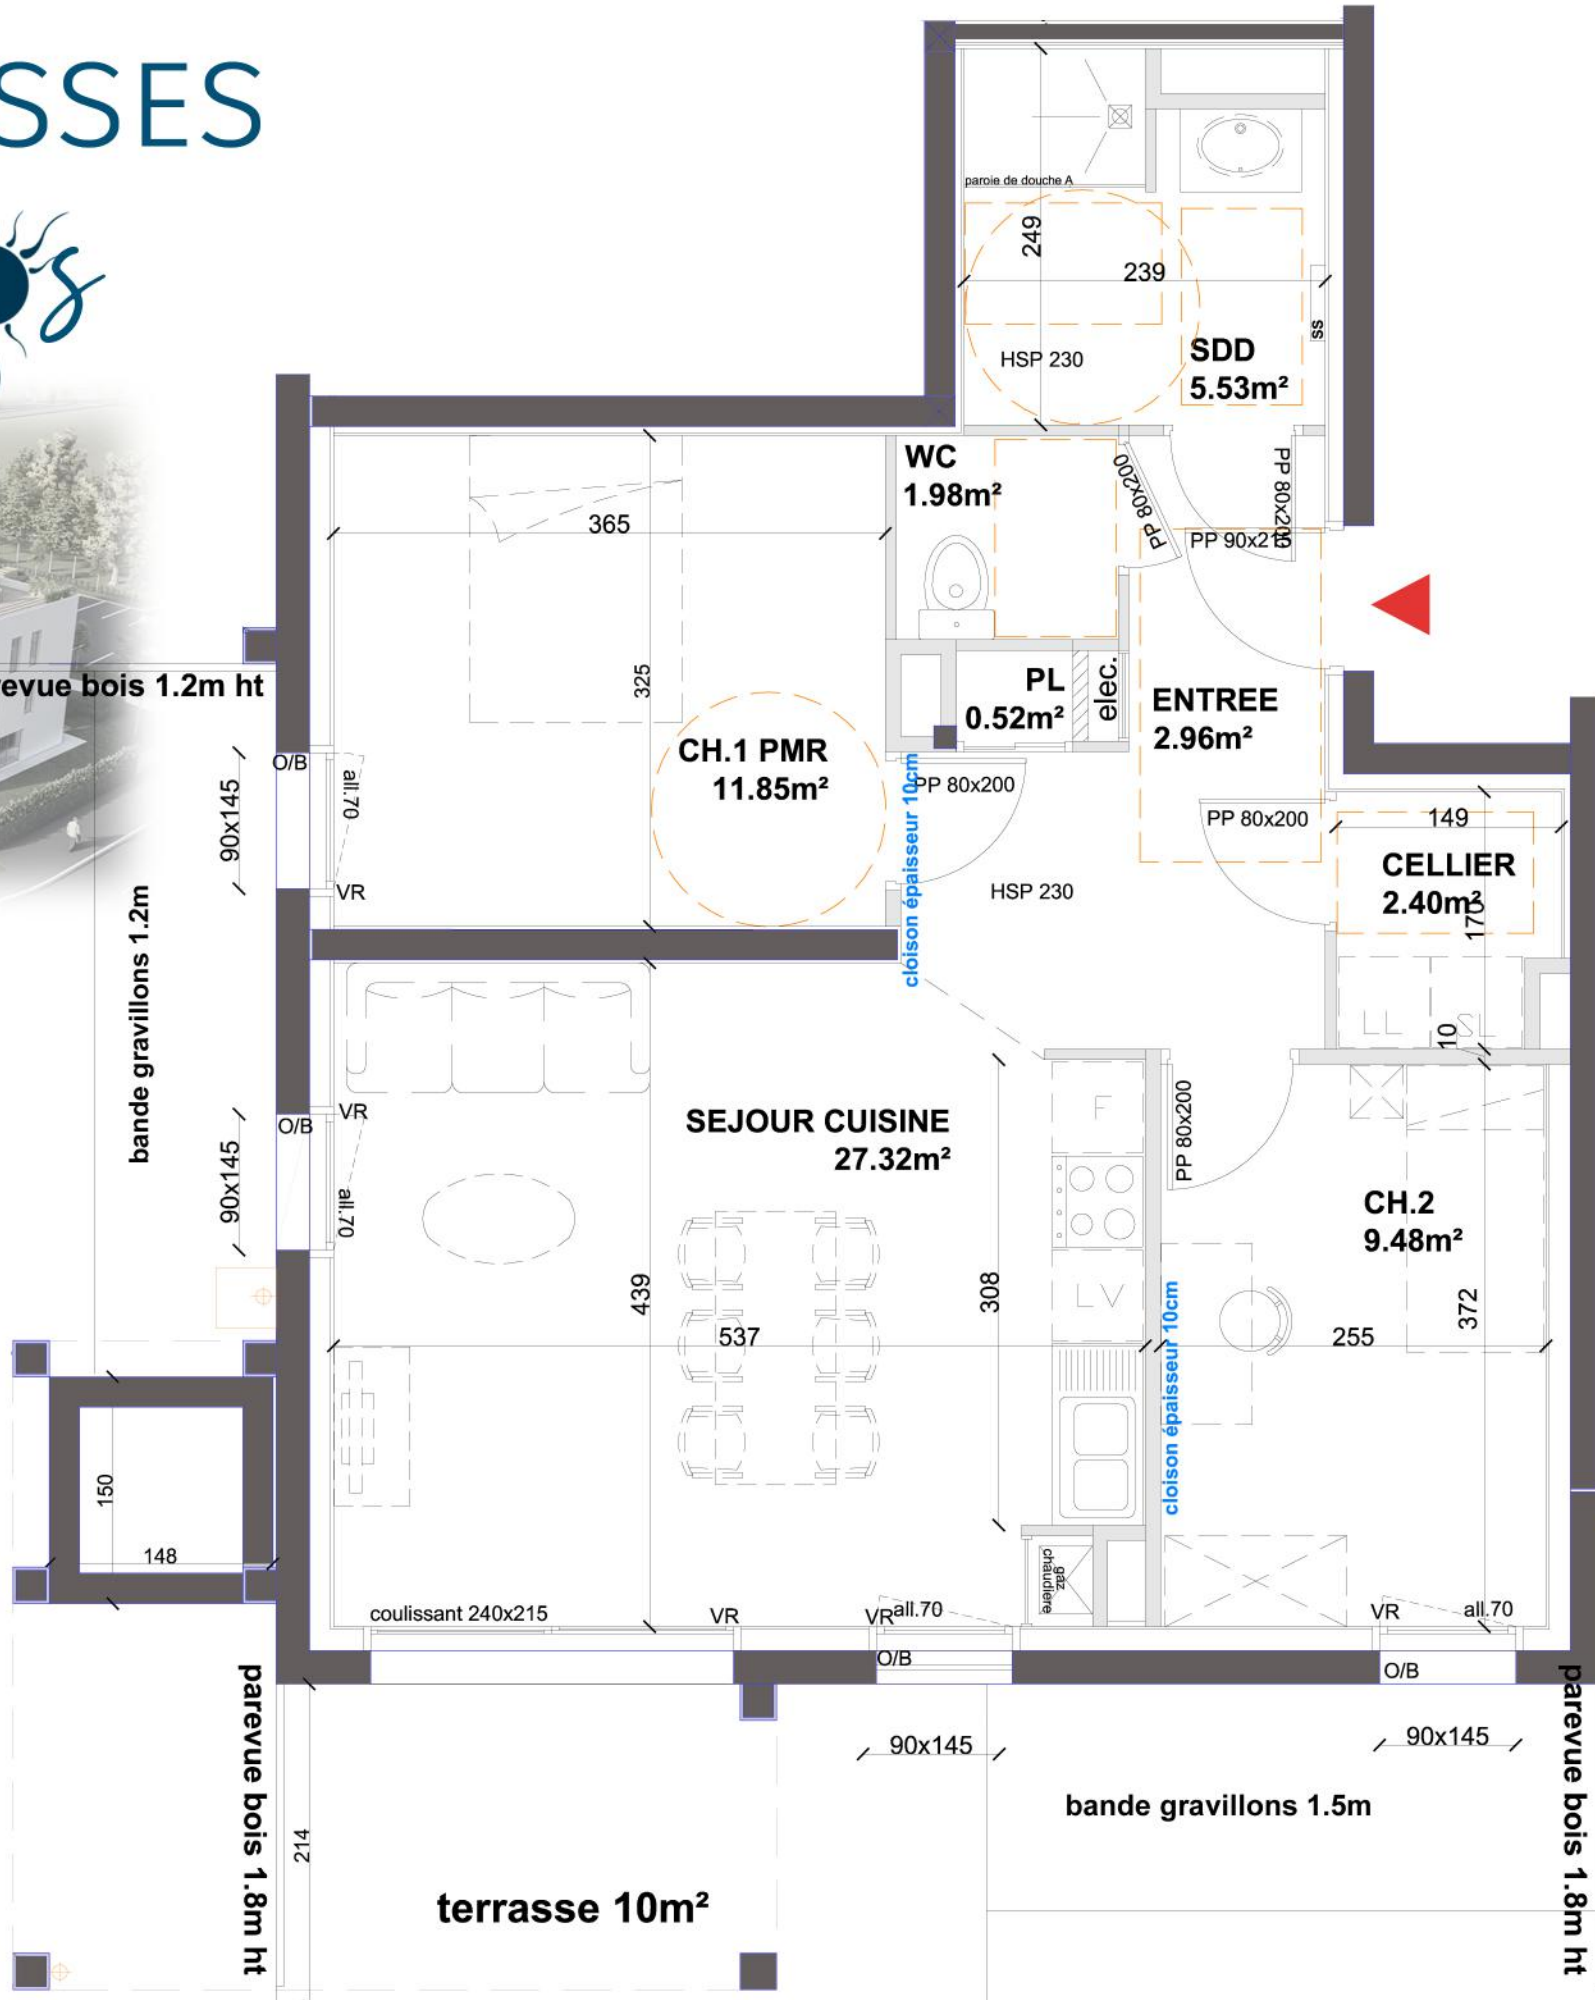 SSES
s
paroie de douche A
249
239
HSP 230
SDD
5.53m²
ss
WC
1.98m²
PP 80x200
PP 80x200
PP 90x215
365
325
PL
0.52m²
elec.
ENTREE
2.96m²
evue bois 1.2m ht
CH.1 PMR
11.85m²
O/B
all.70
90x145
VR
cloison épaisseur 10cm
PP 80x200
PP 80x200
149
CELLIER
2.40m²
170
HSP 230
bande gravillons 1.2m
LL
SL
10
VR
O/B
90x145
all.70
SEJOUR CUISINE
27.32m²
F
PP 80x200
CH.2
9.48m²
439
308
LV
372
537
255
cloison épaisseur 10cm
150
148
gaz
chaudiere
coulissant 240x215
VR
VR
all.70
VR
all.70
O/B
O/B
parevue bois 1.8m ht
90x145
90x145
parevue bois 1.8m ht
bande gravillons 1.5m
214
terrasse 10m²